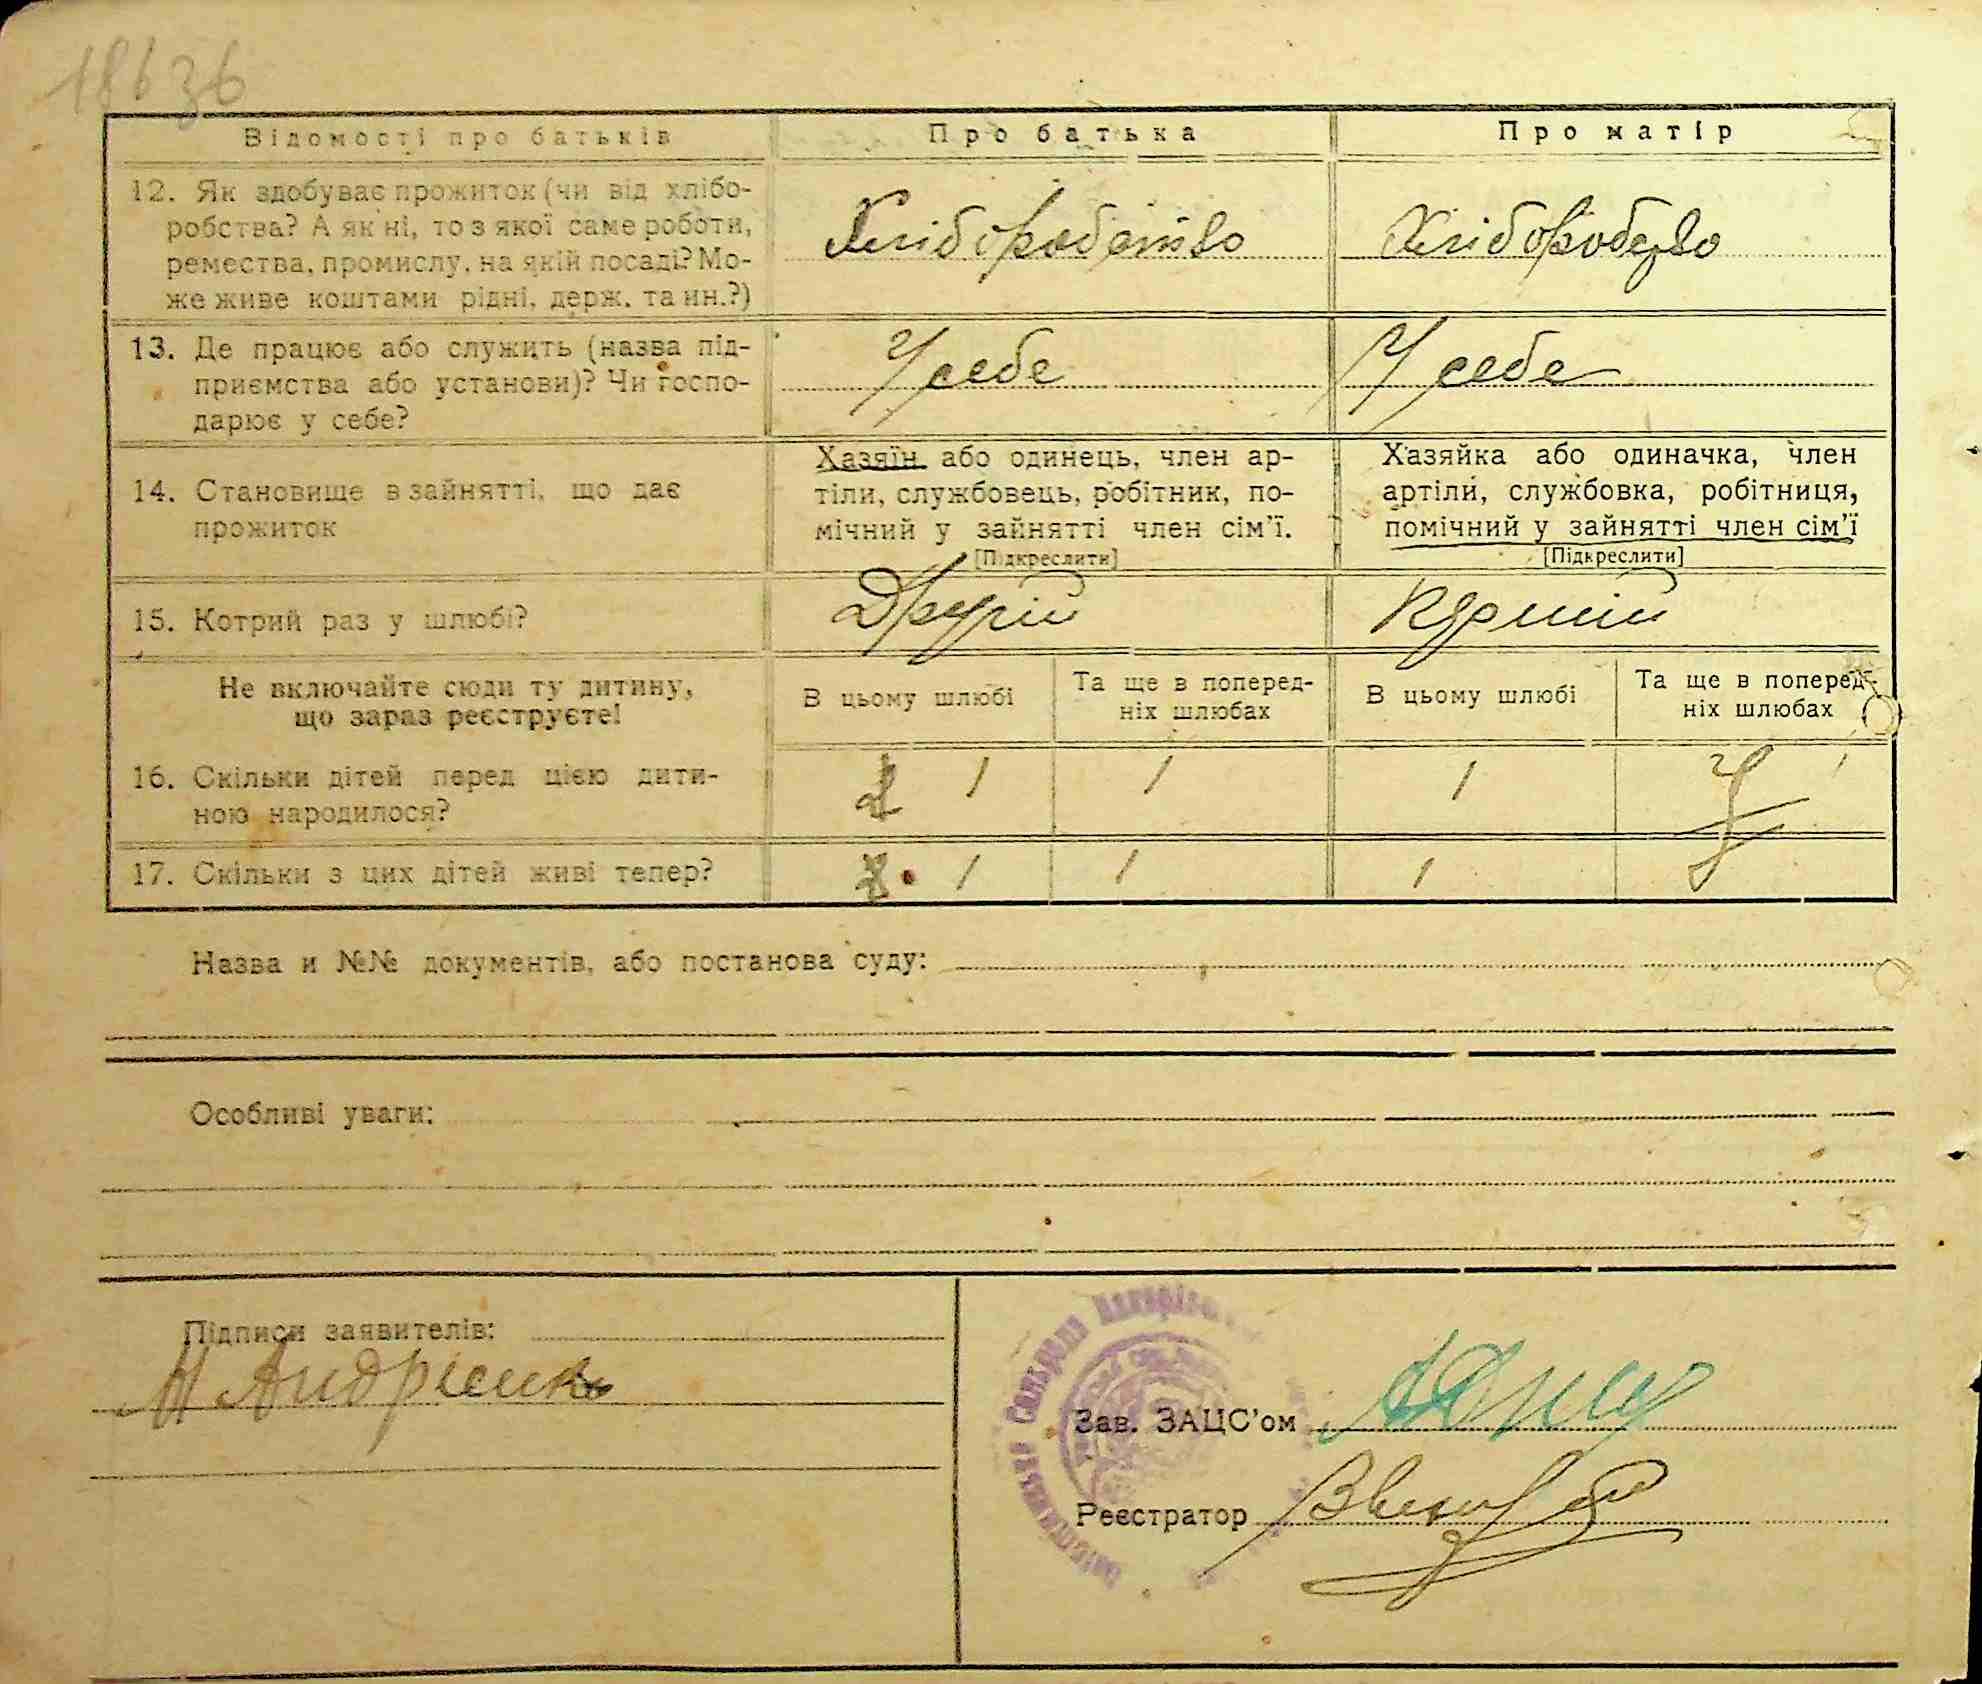 18636
Відомості про батьків
Про батька
Про матір
12. Як здобуває прожиток (чи від хлібо-
робства? А як ні, то з якої саме роботи,
ремества, промислу, на якій посаді? Мо-
же живе коштами рідні, держ. та ин.?)
Хліборобство
Хліборобство
13. Де працює або служить (назва під-
приємства або установи)? Чи госпо-
дарює у себе?
У себе
У себе
14. Становище в зайнятті, що дає
прожиток
Хазяїн або одинець, член ар-
тіли, службовець, робітник, по-
мічний у зайнятті член сім'ї.
[Підкреслити]
Хазяйка або одиначка, член
артілі, службовка, робітниця,
помічний у зайнятті член сім'ї
[Підкреслити]
15. Котрий раз у шлюбі?
Другій
Першій
Не включайте сюди ту дитину,
що зараз реєструєте!
В цьому шлюбі
Та ще в поперед-
ніх шлюбах
В цьому шлюбі
Та ще в поперед-
ніх шлюбах
16. Скільки дітей перед цією дити-
ною народилося?
1
1
1
17. Скільки з цих дітей живі тепер?
1
1
1
Назва и №№ документів, або постанова суду:
Особливі уваги:
Підписи заявителів:
Андрієнко
Зав. ЗАЦС'ом
Реєстратор